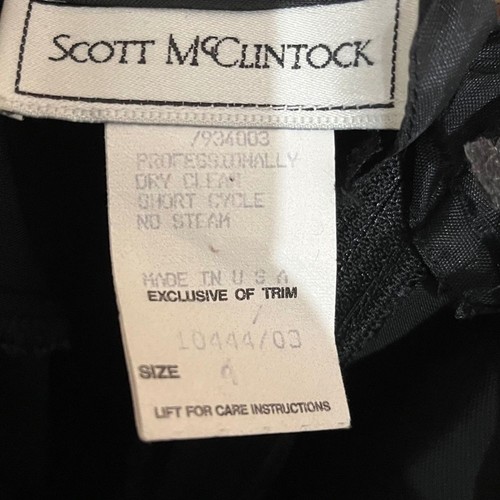 SCOTT McCLINTOCK
/934003
PROFESSIONALLY
DRY CLEAN
SHORT CYCLE
NO STEAM
MADE IN U S A
EXCLUSIVE OF TRIM
/
10444/03
SIZE 4
LIFT FOR CARE INSTRUCTIONS